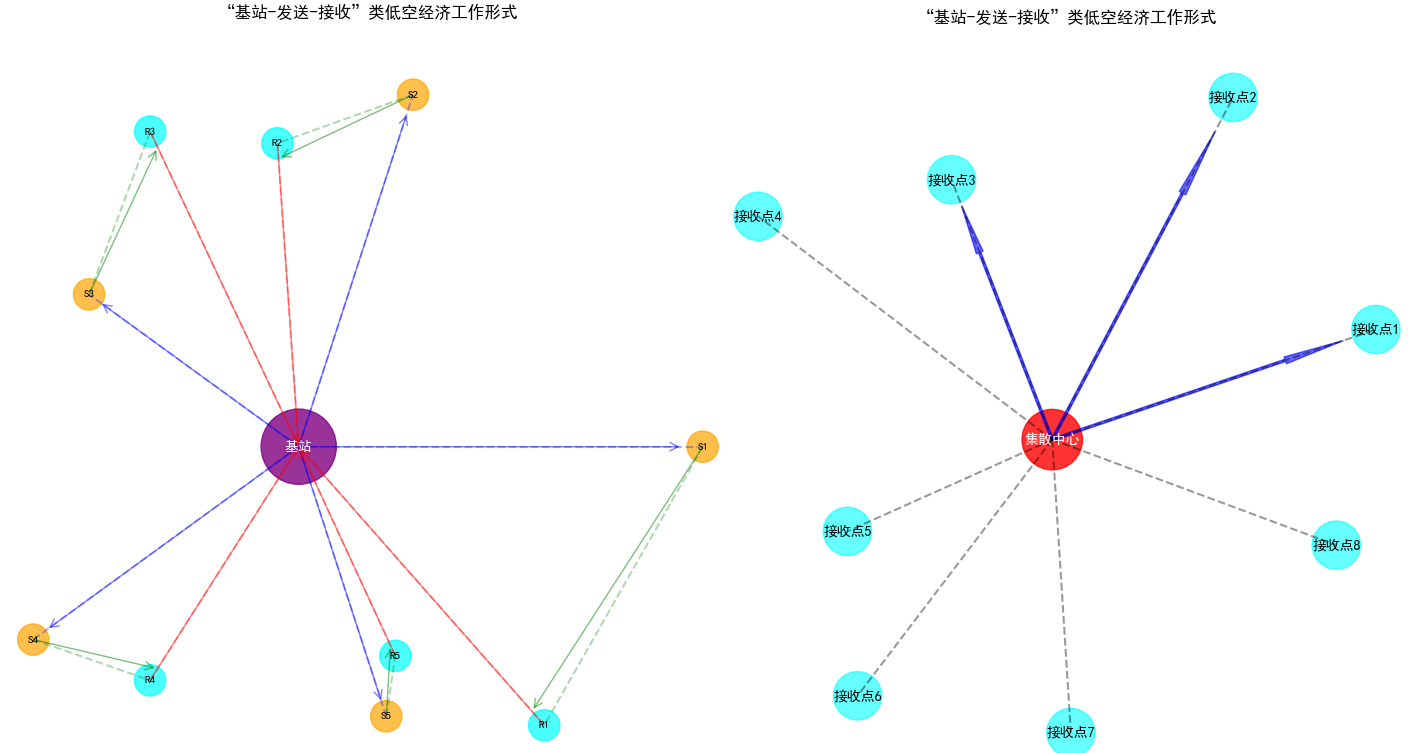 “基站-发送-接收”类低空经济工作形式
S2
R3
R2
S3
基站
S1
S4
R4
R5
S5
R1
“基站-发送-接收”类低空经济工作形式
接收点2
接收点3
接收点4
接收点1
集散中心
接收点5
接收点8
接收点6
接收点7